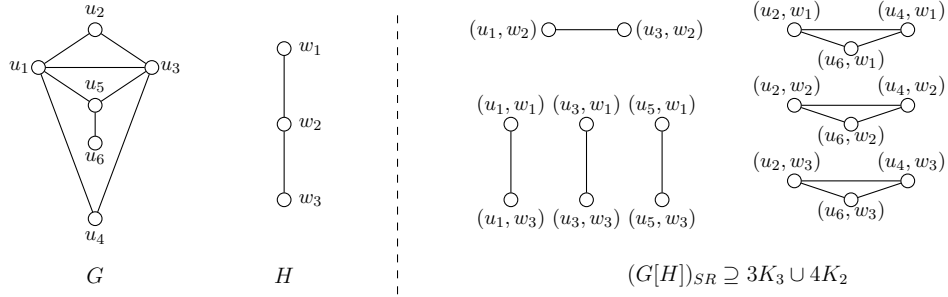 u₂
u₁ u₃
u₅
u₆
u₄
G
w₁
w₂
w₃
H
(u₁, w₂) (u₃, w₂)
(u₁, w₁) (u₃, w₁) (u₅, w₁)
(u₁, w₃) (u₃, w₃) (u₅, w₃)
(u₂, w₁) (u₄, w₁)
(u₆, w₁)
(u₂, w₂) (u₄, w₂)
(u₆, w₂)
(u₂, w₃) (u₄, w₃)
(u₆, w₃)
(G[H])_{SR} ⊇ 3K₃ ∪ 4K₂